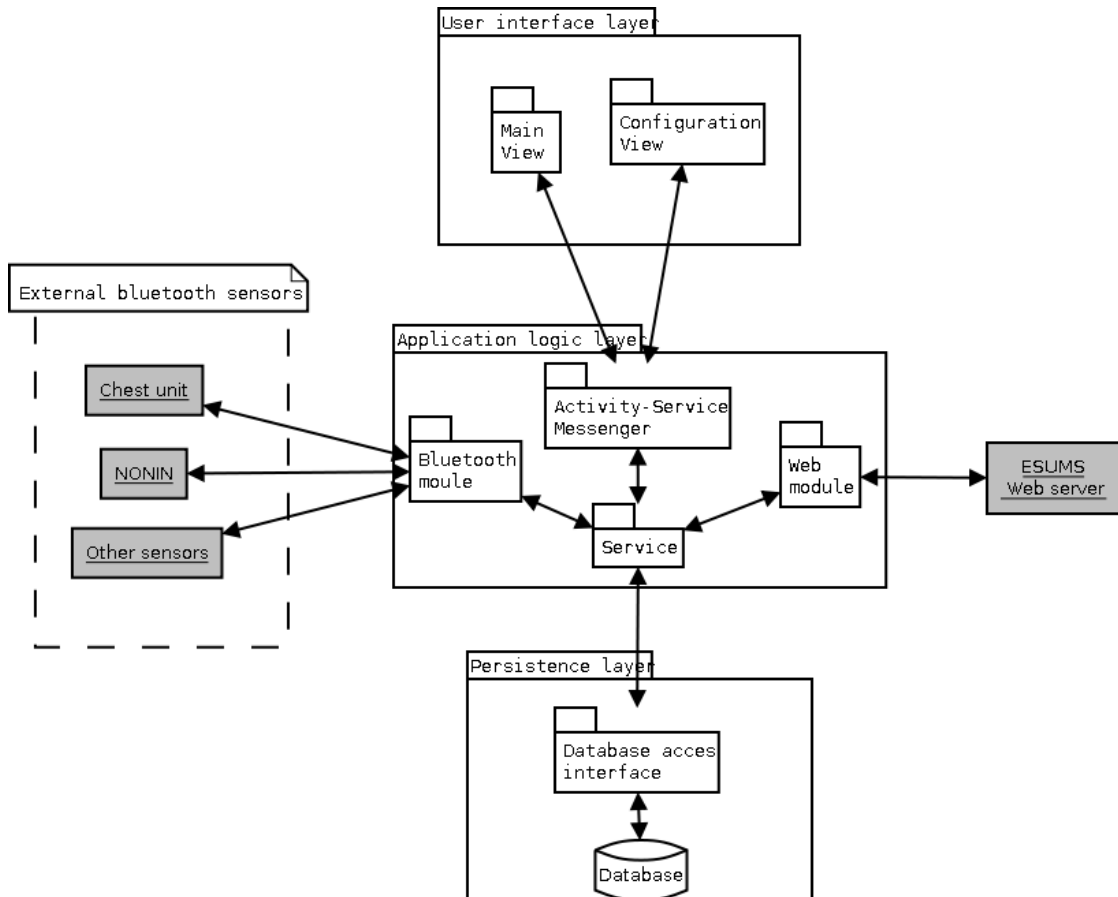 User interface layer
Main
View
Configuration
View
External bluetooth sensors
Chest unit
NONIN
Other sensors
Application logic layer
Activity-Service
Messenger
Bluetooth
moule
Web
module
Service
ESUMS
Web server
Persistence layer
Database acces
interface
Database